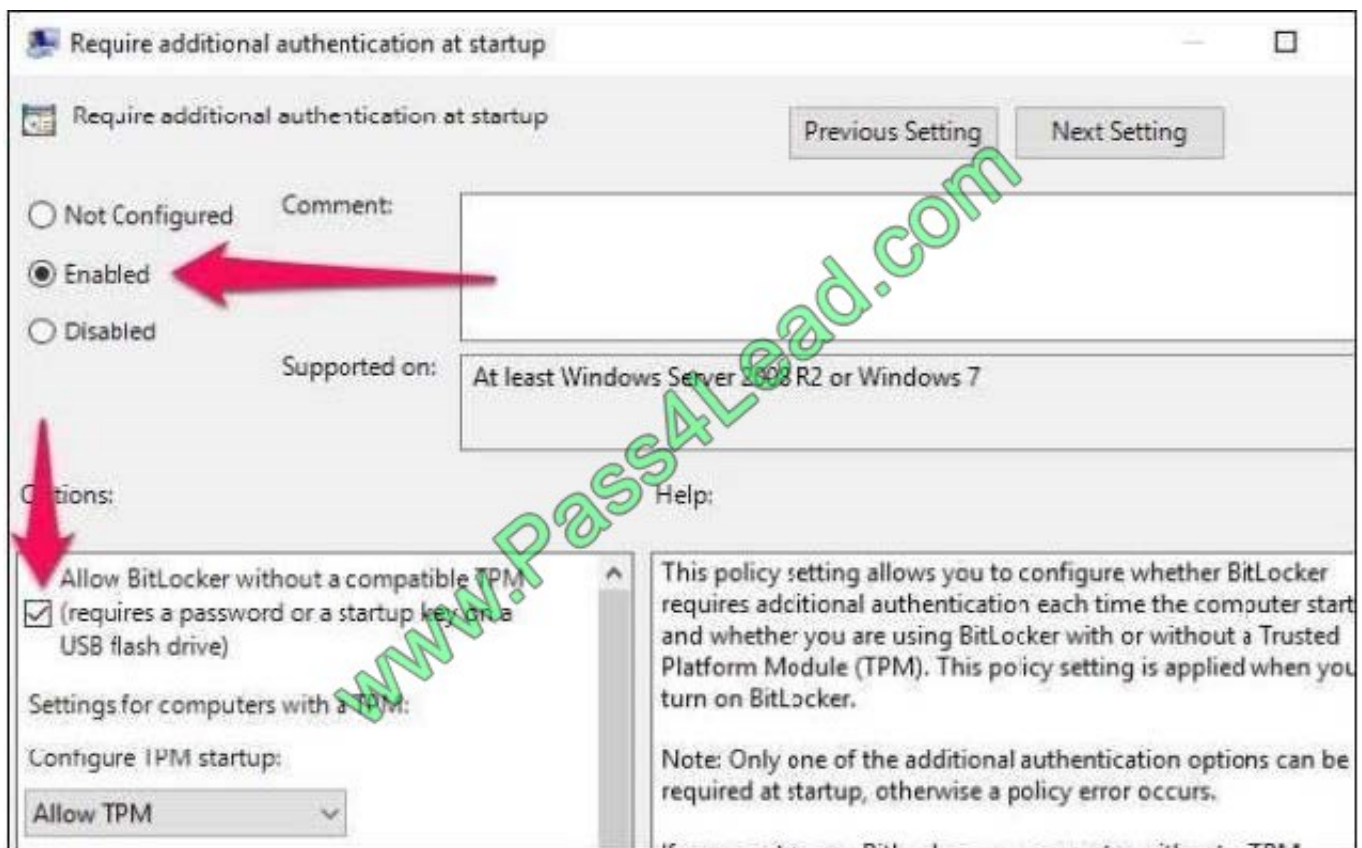 Require additional authentication at startup
Require additional authentication at startup
Previous Setting
Next Setting
Not Configured
Comment:
Enabled
Disabled
Supported on:
At least Windows Server 2008 R2 or Windows 7
Options:
Help:
Allow BitLocker without a compatible TPM
(requires a password or a startup key on a
USB flash drive)
Settings for computers with a TPM:
Configure TPM startup:
Allow TPM
This policy setting allows you to configure whether BitLocker
requires additional authentication each time the computer start
and whether you are using BitLocker with or without a Trusted
Platform Module (TPM). This policy setting is applied when you
turn on BitLocker.
Note: Only one of the additional authentication options can be
required at startup, otherwise a policy error occurs.
www.Pass4Lead.com